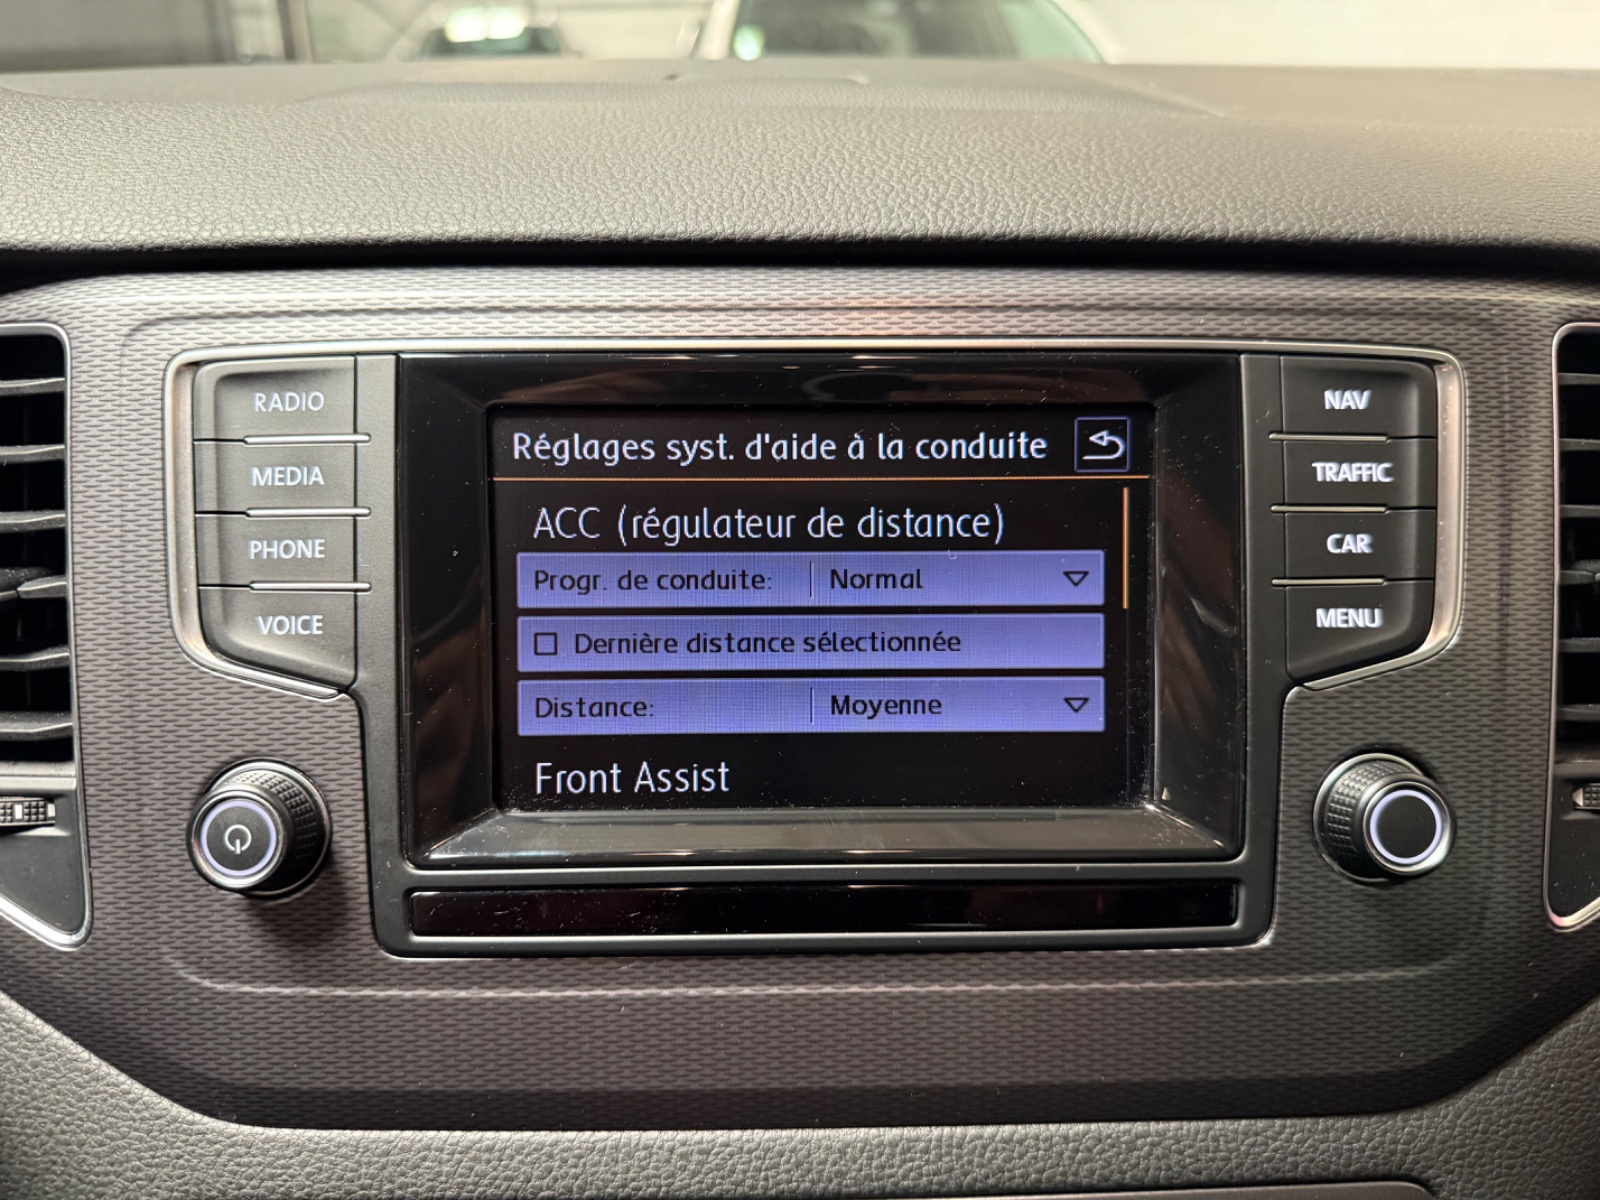 RADIO
MEDIA
PHONE
VOICE
Réglages syst. d'aide à la conduite
ACC (régulateur de distance)
Progr. de conduite: Normal
Dernière distance sélectionnée
Distance: Moyenne
Front Assist
NAV
TRAFFIC
CAR
MENU